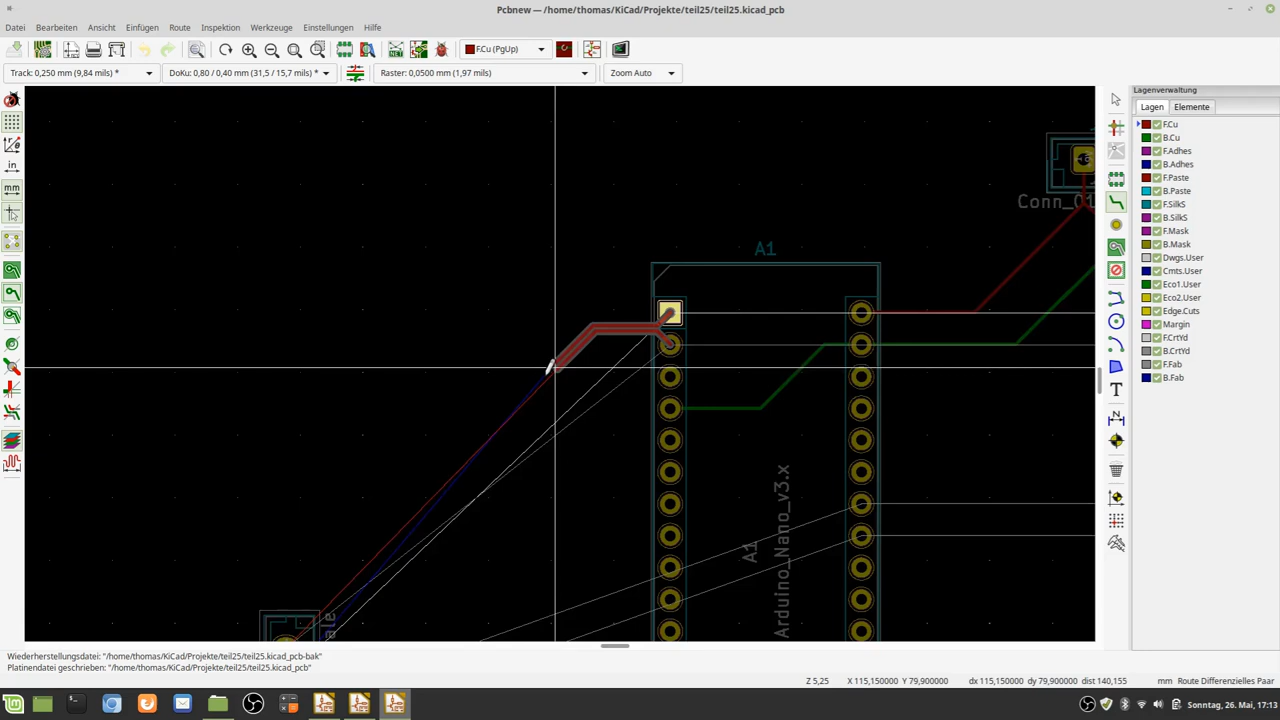 Pcbnew — /home/thomas/KiCad/Projekte/teil25/teil25.kicad_pcb
Datei Bearbeiten Ansicht Einfügen Route Inspektion Werkzeuge Einstellungen Hilfe
NET F.Cu (PgUp)
Track: 0,250 mm (9,84 mils) * DoKu: 0,80 / 0,40 mm (31,5 / 15,7 mils) * Raster: 0,0500 mm (1,97 mils) Zoom Auto
in
mm
Lagenverwaltung
Lagen Elemente
F.Cu
B.Cu
F.Adhes
B.Adhes
F.Paste
B.Paste
F.SilkS
B.SilkS
F.Mask
B.Mask
Dwgs.User
Cmts.User
Eco1.User
Eco2.User
Edge.Cuts
Margin
F.CrtYd
B.CrtYd
F.Fab
B.Fab
T
N
Conn_01
A1
A1
Arduino_Nano_v3.x
Wiederherstellungsdatei: "/home/thomas/KiCad/Projekte/teil25/teil25.kicad_pcb-bak"
Platinendatei geschrieben: "/home/thomas/KiCad/Projekte/teil25/teil25.kicad_pcb"
Z 5,25 X 115,150000 Y 79,900000 dx 115,150000 dy 79,900000 dist 140,155 mm Route Differenzielles Paar
Sonntag, 26. Mai, 17:13